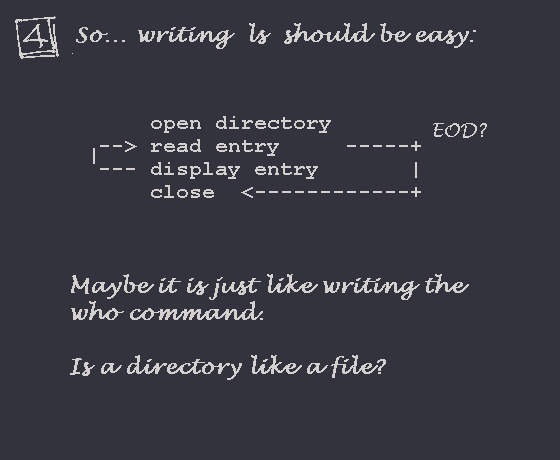 4 So... writing ls should be easy:
open directory
EOD?
|--> read entry -----+
--- display entry |
close <------------+
Maybe it is just like writing the
who command.
Is a directory like a file?